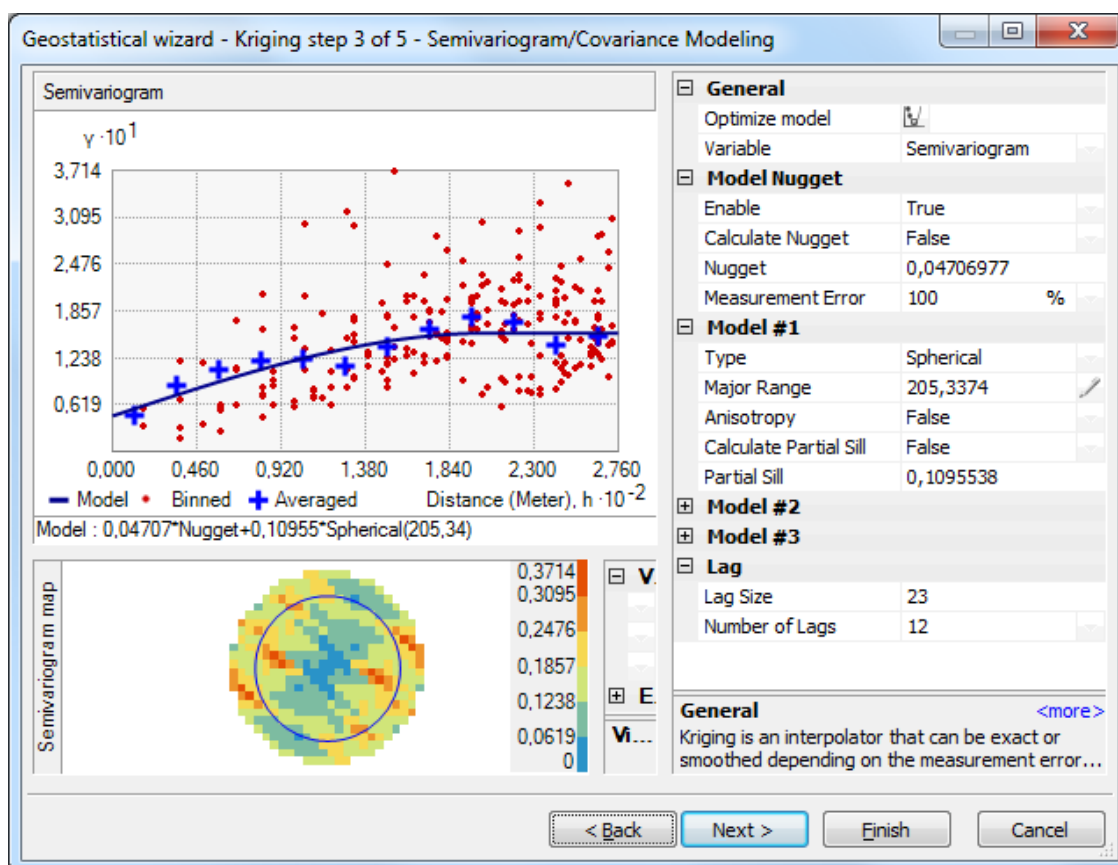 Geostatistical wizard - Kriging step 3 of 5 - Semivariogram/Covariance Modeling
Semivariogram
γ ·10 1
3,714
3,095
2,476
1,857
1,238
0,619
0,000 0,460 0,920 1,380 1,840 2,300 2,760
Model Binned Averaged Distance (Meter), h ·10 -2
Model : 0,04707*Nugget+0,10955*Spherical(205,34)
Semivariogram map
0,3714
0,3095
0,2476
0,1857
0,1238
0,0619
0
V.
E.
Vi...
General
Optimize model
Variable Semivariogram
Model Nugget
Enable True
Calculate Nugget False
Nugget 0,04706977
Measurement Error 100 %
Model #1
Type Spherical
Major Range 205,3374
Anisotropy False
Calculate Partial Sill False
Partial Sill 0,1095538
Model #2
Model #3
Lag
Lag Size 23
Number of Lags 12
General <more>
Kriging is an interpolator that can be exact or
smoothed depending on the measurement error...
< Back Next > Finish Cancel